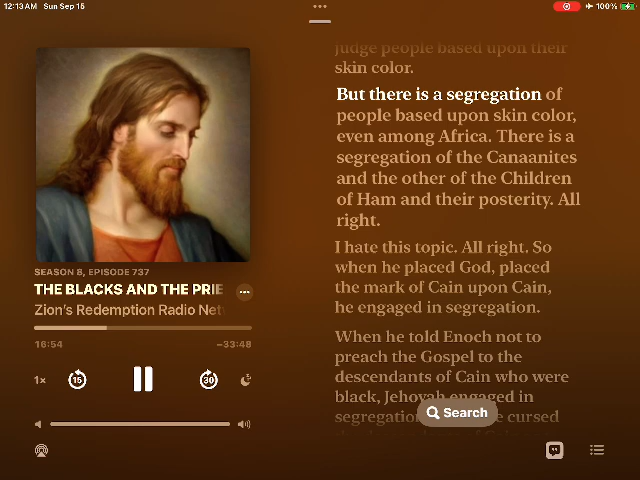 12:13 AM Sun Sep 15
100%
SEASON 8, EPISODE 737
THE BLACKS AND THE PRIE
Zion's Redemption Radio Net
16:54
−33:48
1×
15
30
judge people based upon their
skin color.
But there is a segregation of
people based upon skin color,
even among Africa. There is a
segregation of the Canaanites
and the other of the Children
of Ham and their posterity. All
right.
I hate this topic. All right. So
when he placed God, placed
the mark of Cain upon Cain,
he engaged in segregation.
When he told Enoch not to
preach the Gospel to the
descendants of Cain who were
black, Jehovah engaged in
segregation cursed
Search